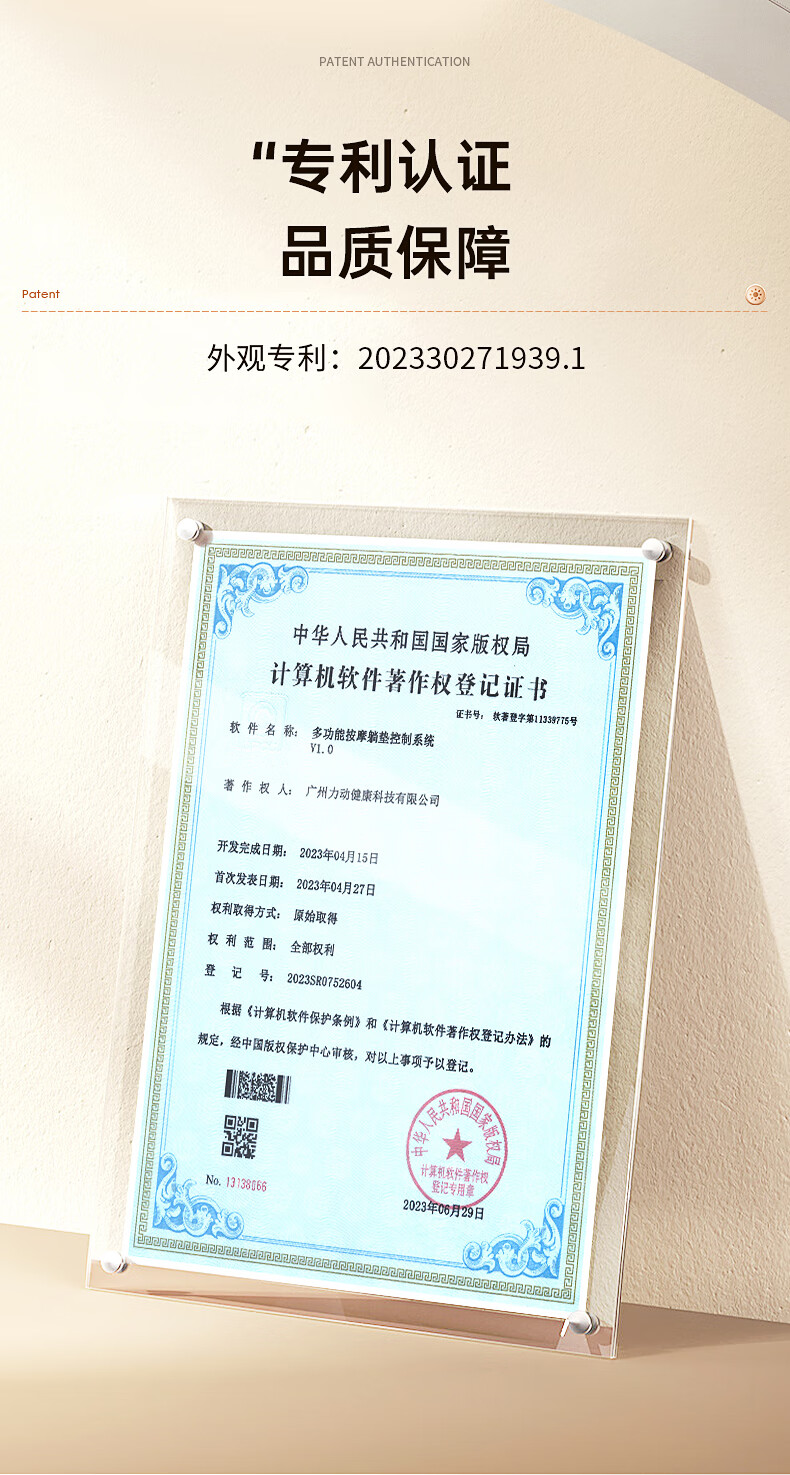 PATENT AUTHENTICATION
“专利认证
品质保障
Patent
外观专利：202330271939.1
中华人民共和国国家版权局
计算机软件著作权登记证书
证书号： 软著登字第11339775号
软件名称： 多功能按摩躺垫控制系统
V1.0
著作权人： 广州力动健康科技有限公司
开发完成日期： 2023年04月15日
首次发表日期： 2023年04月27日
权利取得方式： 原始取得
权利范围： 全部权利
登记号： 2023SR0752604
根据《计算机软件保护条例》和《计算机软件著作权登记办法》的
规定，经中国版权保护中心审核，对以上事项予以登记。
中华人民共和国国家版权局
计算机软件著作权
登记专用章
No. 13138066
2023年06月29日